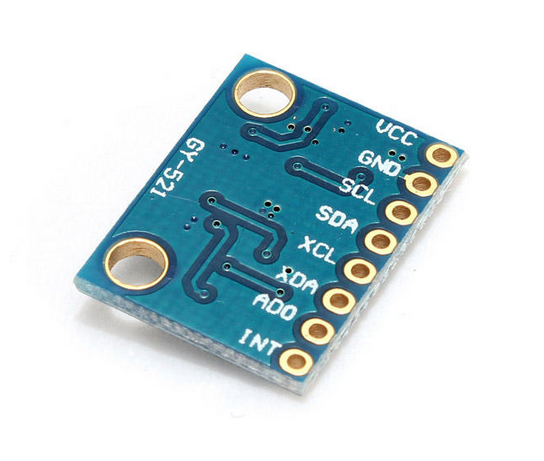 VCC
GND
SCL
SDA
XCL
XDA
ADO
INT
GY-521